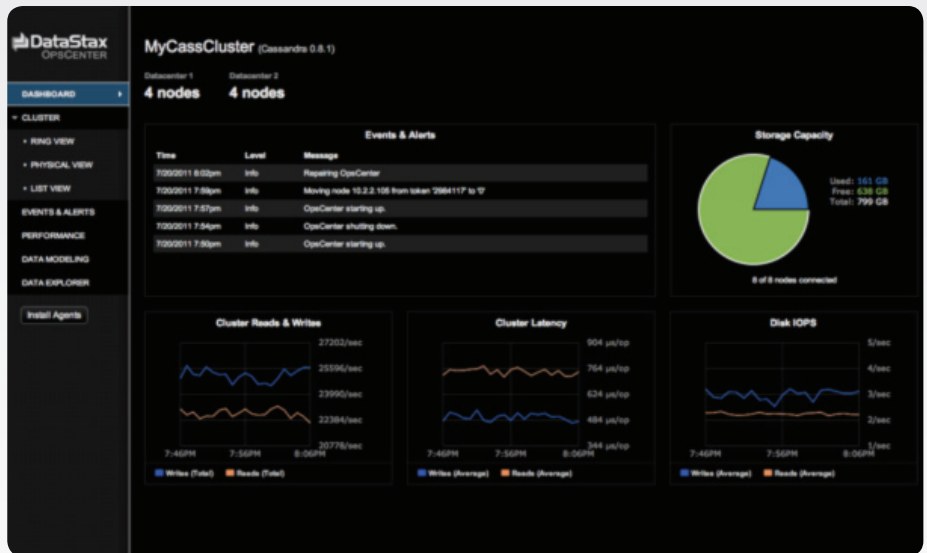 DataStax
OPSCENTER
DASHBOARD
CLUSTER
RING VIEW
PHYSICAL VIEW
LIST VIEW
EVENTS & ALERTS
PERFORMANCE
DATA MODELING
DATA EXPLORER
Install Agents
MyCassCluster (Cassandra 0.8.1)
Datacenter 1 Datacenter 2
4 nodes 4 nodes
Events & Alerts
Time Level Message
7/20/2011 8:02pm Info Repairing OpsCenter
7/20/2011 7:59pm Info Moving node 10.2.2.105 from token '2984117' to '0'
7/20/2011 7:57pm Info OpsCenter starting up.
7/20/2011 7:54pm Info OpsCenter shutting down.
7/20/2011 7:50pm Info OpsCenter starting up.
Storage Capacity
Used: 161 GB
Free: 638 GB
Total: 799 GB
8 of 8 nodes connected
Cluster Reads & Writes
27202/sec
25596/sec
23990/sec
22384/sec
20778/sec
7:46PM 7:56PM 8:06PM
Writes (Total) Reads (Total)
Cluster Latency
904 µs/op
764 µs/op
624 µs/op
484 µs/op
344 µs/op
7:46PM 7:56PM 8:06PM
Writes (Average) Reads (Average)
Disk IOPS
5/sec
4/sec
3/sec
2/sec
1/sec
7:46PM 7:56PM 8:06PM
Writes (Average) Reads (Average)